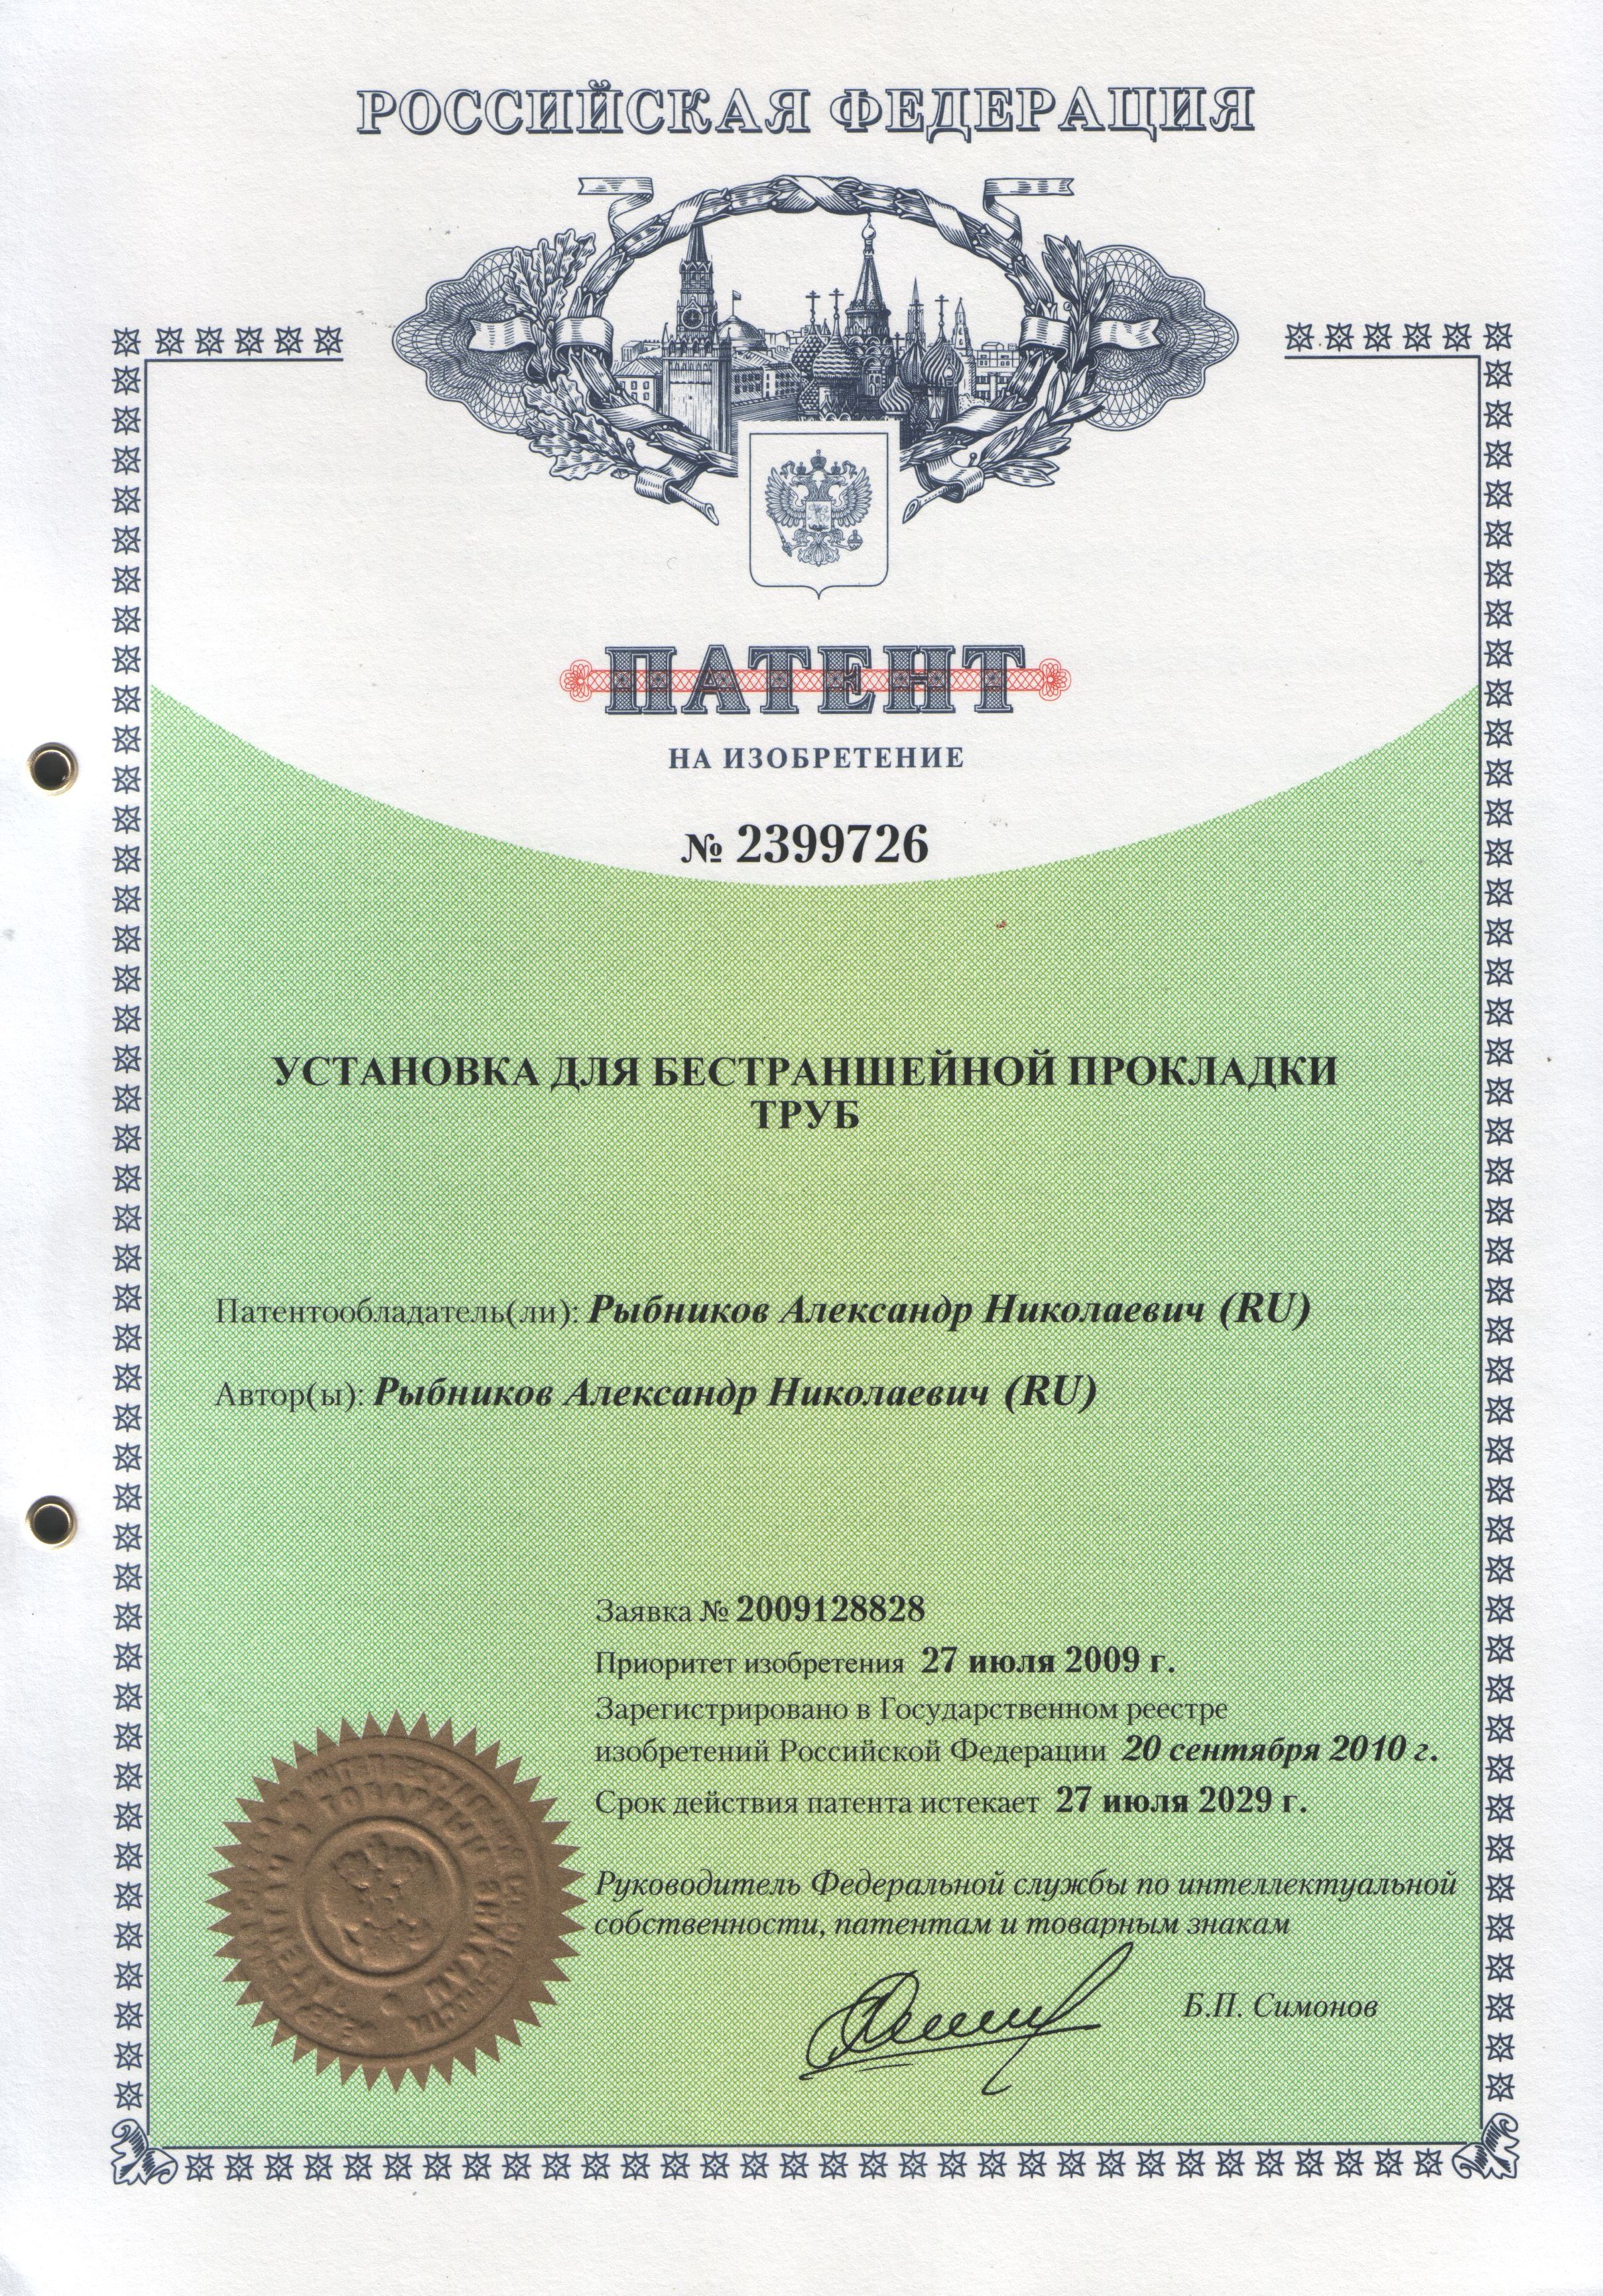 РОССИЙСКАЯ ФЕДЕРАЦИЯ
ПАТЕНТ
НА ИЗОБРЕТЕНИЕ
№ 2399726
УСТАНОВКА ДЛЯ БЕСТРАНШЕЙНОЙ ПРОКЛАДКИ
ТРУБ
Патентообладатель(ли): Рыбников Александр Николаевич (RU)
Автор(ы): Рыбников Александр Николаевич (RU)
Заявка № 2009128828
Приоритет изобретения 27 июля 2009 г.
Зарегистрировано в Государственном реестре
изобретений Российской Федерации 20 сентября 2010 г.
Срок действия патента истекает 27 июля 2029 г.
Руководитель Федеральной службы по интеллектуальной
собственности, патентам и товарным знакам
Б.П. Симонов